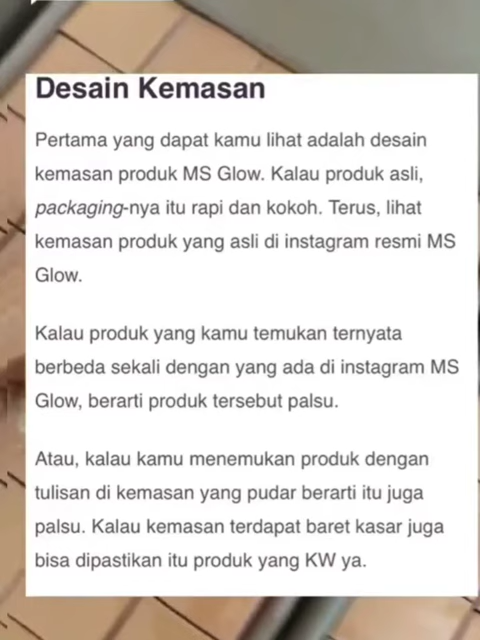 Desain Kemasan
Pertama yang dapat kamu lihat adalah desain
kemasan produk MS Glow. Kalau produk asli,
packaging-nya itu rapi dan kokoh. Terus, lihat
kemasan produk yang asli di instagram resmi MS
Glow.
Kalau produk yang kamu temukan ternyata
berbeda sekali dengan yang ada di instagram MS
Glow, berarti produk tersebut palsu.
Atau, kalau kamu menemukan produk dengan
tulisan di kemasan yang pudar berarti itu juga
palsu. Kalau kemasan terdapat baret kasar juga
bisa dipastikan itu produk yang KW ya.